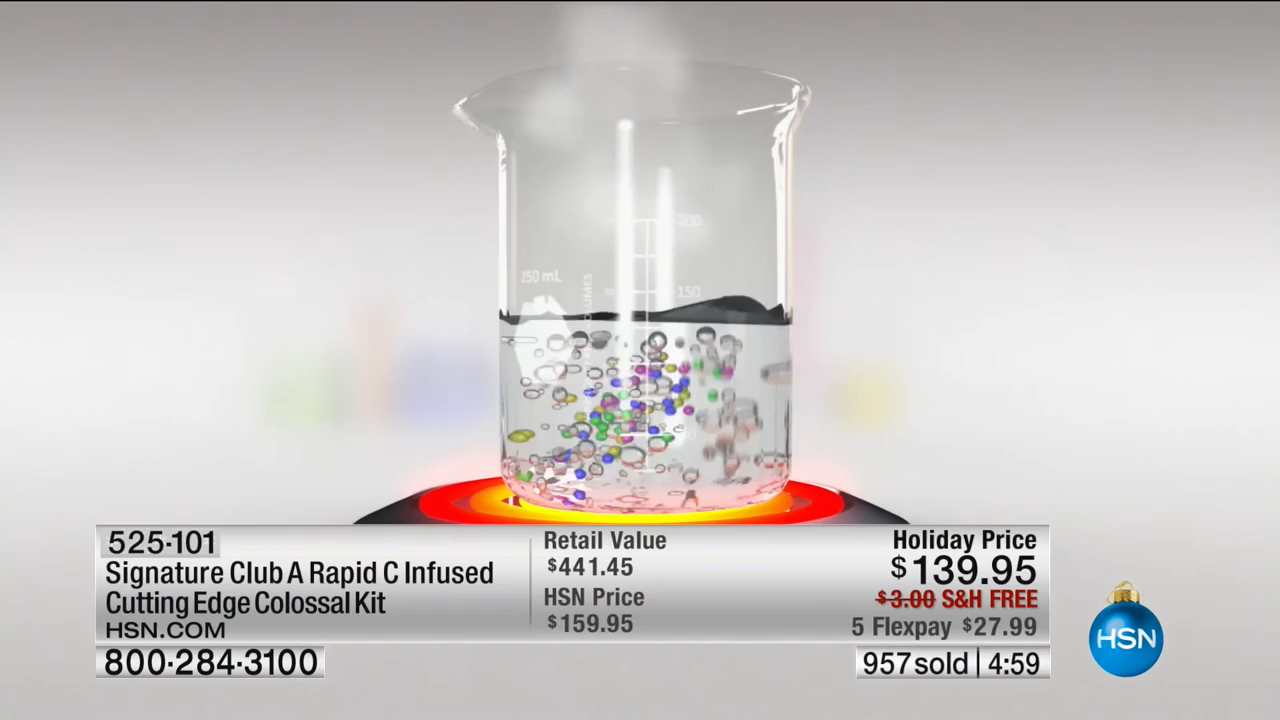 200
250 mL
150
525-101
Signature Club A Rapid C Infused
Cutting Edge Colossal Kit
HSN.COM
800-284-3100
Retail Value
$441.45
HSN Price
$159.95
Holiday Price
$139.95
$3.00 S&H FREE
5 Flexpay $27.99
957 sold | 4:59
HSN